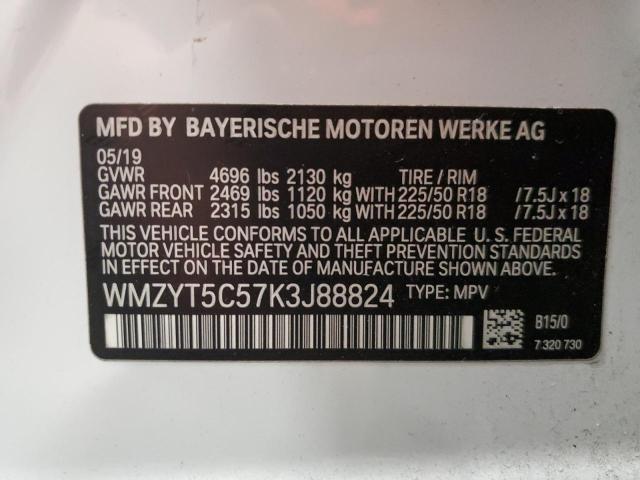 MFD BY BAYERISCHE MOTOREN WERKE AG
05/19
GVWR 4696 lbs 2130 kg TIRE / RIM
GAWR FRONT 2469 lbs 1120 kg WITH 225/50 R18 /7.5J x 18
GAWR REAR 2315 lbs 1050 kg WITH 225/50 R18 /7.5J x 18
THIS VEHICLE CONFORMS TO ALL APPLICABLE U. S. FEDERAL
MOTOR VEHICLE SAFETY AND THEFT PREVENTION STANDARDS
IN EFFECT ON THE DATE OF MANUFACTURE SHOWN ABOVE.
WMZYT5C57K3J88824 TYPE: MPV
B15/0
7 320 730